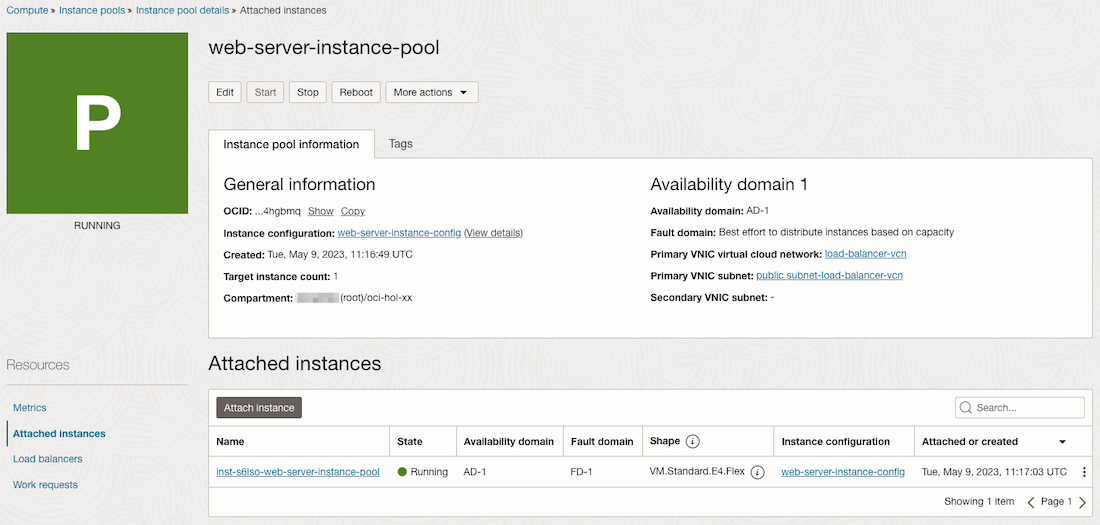 Compute » Instance pools » Instance pool details » Attached instances
P
RUNNING
web-server-instance-pool
Edit Start Stop Reboot More actions
Instance pool information Tags
General information
OCID: ...4hgbmq Show Copy
Instance configuration: web-server-instance-config (View details)
Created: Tue, May 9, 2023, 11:16:49 UTC
Target instance count: 1
Compartment: (root)/oci-hol-xx
Availability domain 1
Availability domain: AD-1
Fault domain: Best effort to distribute instances based on capacity
Primary VNIC virtual cloud network: load-balancer-vcn
Primary VNIC subnet: public subnet-load-balancer-vcn
Secondary VNIC subnet: -
Resources
Metrics
Attached instances
Load balancers
Work requests
Attached instances
Attach instance Search...
Name State Availability domain Fault domain Shape i Instance configuration Attached or created
inst-s6lso-web-server-instance-pool Running AD-1 FD-1 VM.Standard.E4.Flex i web-server-instance-config Tue, May 9, 2023, 11:17:03 UTC
Showing 1 item < Page 1 >